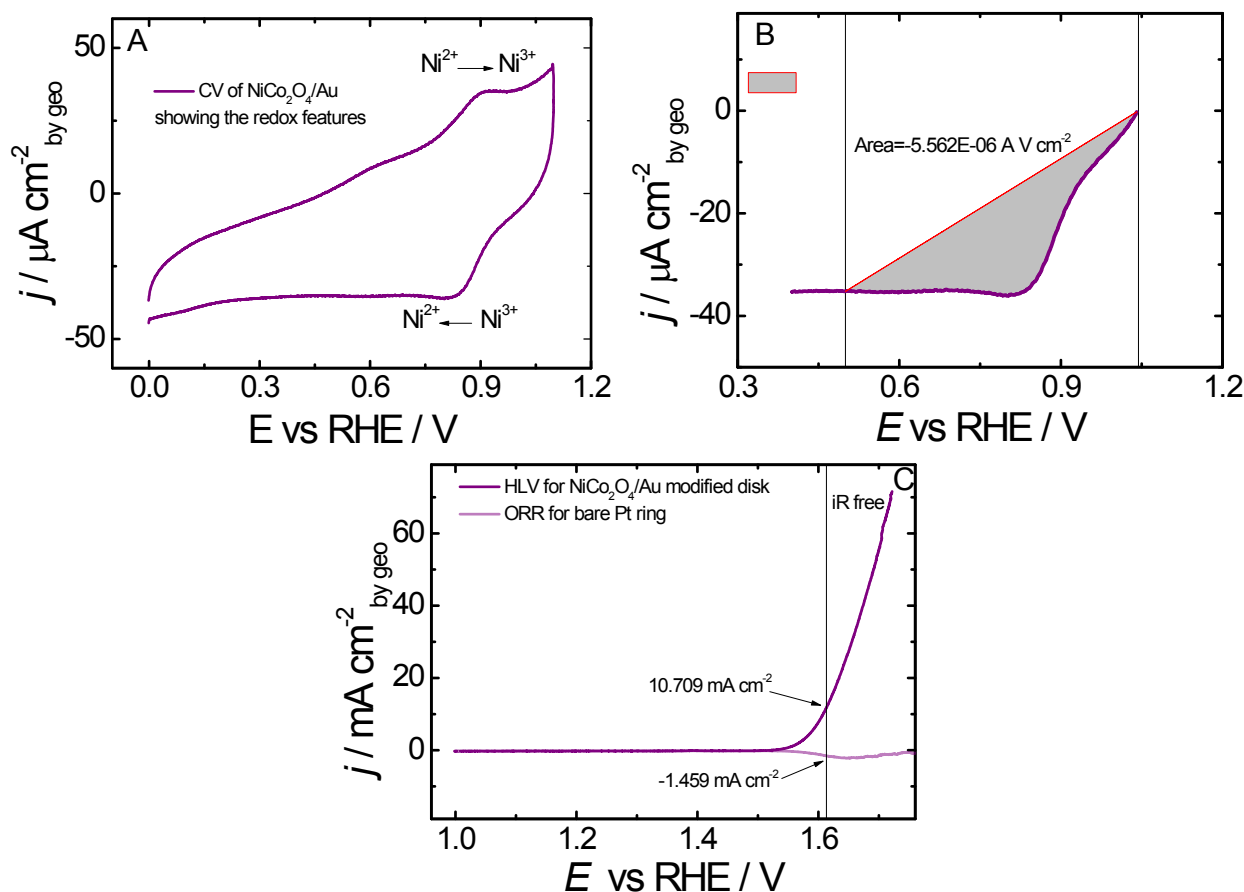 A
50
0
-50
j / μA cm⁻² by geo
Ni²⁺ → Ni³⁺
CV of NiCo₂O₄/Au
showing the redox features
Ni²⁺ ← Ni³⁺
0.0 0.3 0.6 0.9 1.2
E vs RHE / V
B
0
-20
-40
j / μA cm⁻² by geo
Area=-5.562E-06 A V cm⁻²
0.3 0.6 0.9 1.2
E vs RHE / V
C
HLV for NiCo₂O₄/Au modified disk
ORR for bare Pt ring
iR free
60
40
20
0
j / mA cm⁻² by geo
10.709 mA cm⁻²
-1.459 mA cm⁻²
1.0 1.2 1.4 1.6
E vs RHE / V